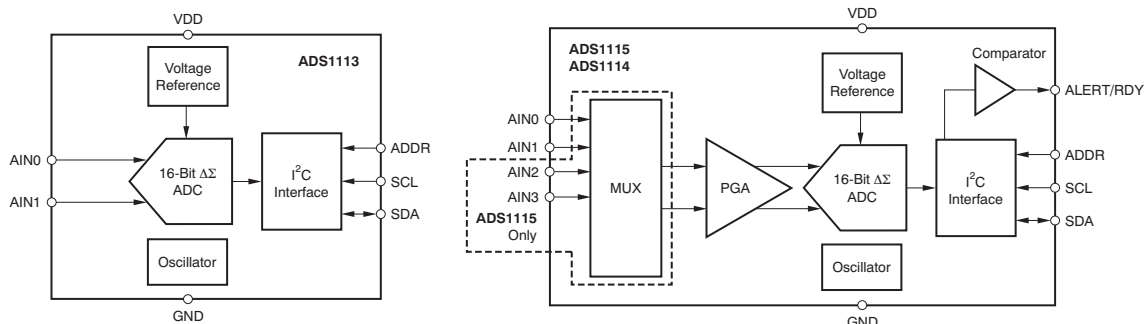 VDD
ADS1113
Voltage
Reference
AIN0
AIN1
16-Bit ΔΣ
ADC
I²C
Interface
ADDR
SCL
SDA
Oscillator
GND
VDD
ADS1115
ADS1114
Comparator
Voltage
Reference
ALERT/RDY
AIN0
AIN1
AIN2
AIN3
ADS1115
Only
MUX
PGA
16-Bit ΔΣ
ADC
I²C
Interface
ADDR
SCL
SDA
Oscillator
GND